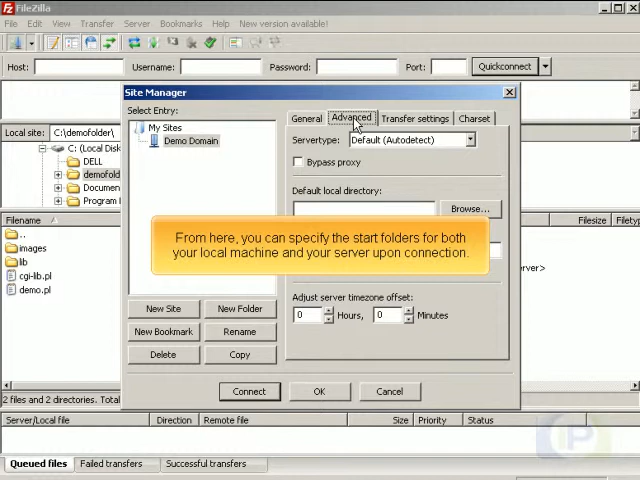 FileZilla
File Edit View Transfer Server Bookmarks Help New version available!
Host: Username: Password: Port: Quickconnect
Site Manager
Select Entry:
My Sites
Demo Domain
General Advanced Transfer settings Charset
Servertype: Default (Autodetect)
Bypass proxy
Default local directory:
Browse...
From here, you can specify the start folders for both
your local machine and your server upon connection.
Adjust server timezone offset:
0 Hours, 0 Minutes
New Site New Folder
New Bookmark Rename
Delete Copy
Connect OK Cancel
Local site: C:\demofolder\
C: (Local Disk
DELL
demofold
Documen
Program
Filename Filesize Filety
..
images
lib
cgi-lib.pl
demo.pl
2 files and 2 directories. Total
Server/Local file Direction Remote file Size Priority Status
Queued files Failed transfers Successful transfers